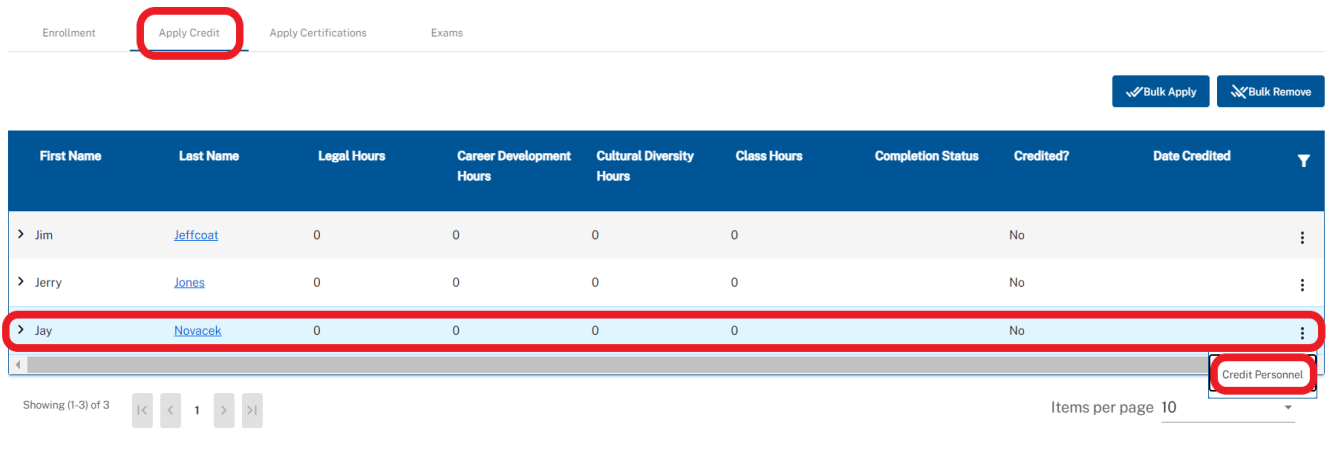 Enrollment Apply Credit Apply Certifications Exams
Bulk Apply Bulk Remove
First Name Last Name Legal Hours Career Development Hours Cultural Diversity Hours Class Hours Completion Status Credited? Date Credited
Jim Jeffcoat 0 0 0 0 No
Jerry Jones 0 0 0 0 No
Jay Novacek 0 0 0 0 No
Credit Personnel
Showing (1-3) of 3 1 Items per page 10